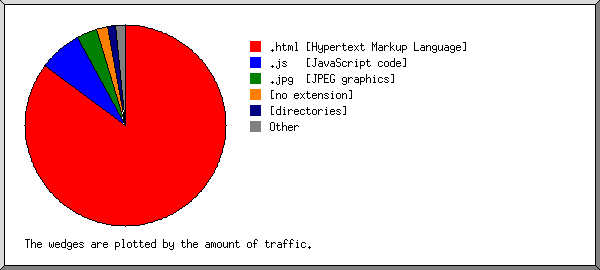 .html [Hypertext Markup Language]
.js [JavaScript code]
.jpg [JPEG graphics]
[no extension]
[directories]
Other
The wedges are plotted by the amount of traffic.